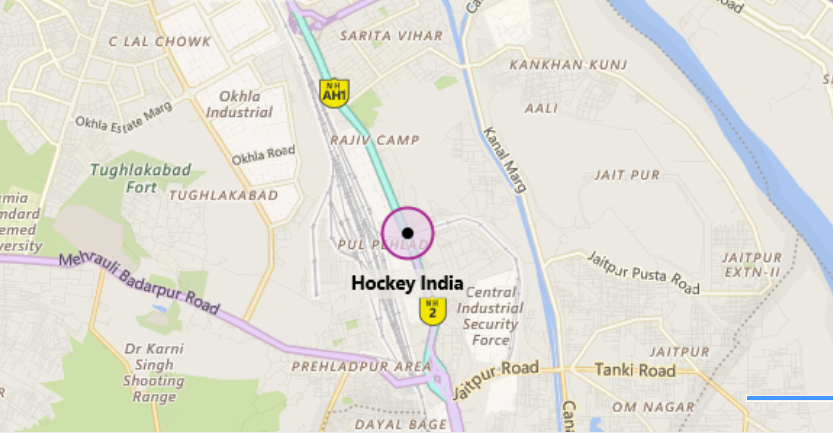 Ca
Road
C LAL CHOWK
SARITA VIHAR
KANKHAN KUNJ
NH
AH1
Okhla
Industrial
AALI
Okhla Estate Marg
RAJIV CAMP
Kanal Marg
Okhla Road
Tughlakabad
Fort
JAIT PUR
TUGHLAKABAD
amia
mdard
emed
versity
PUL PEHLAD
Mehrauli Badarpur Road
Jaitpur Pusta Road
JAITPUR
EXTN-II
Hockey India
NH
2
Central
Industrial
Security
Force
Dr Karni
Singh
Shooting
Range
PREHLADPUR AREA
JAITPUR
Jaitpur Road
Tanki Road
OM NAGAR
Cana
DAYAL BAGE